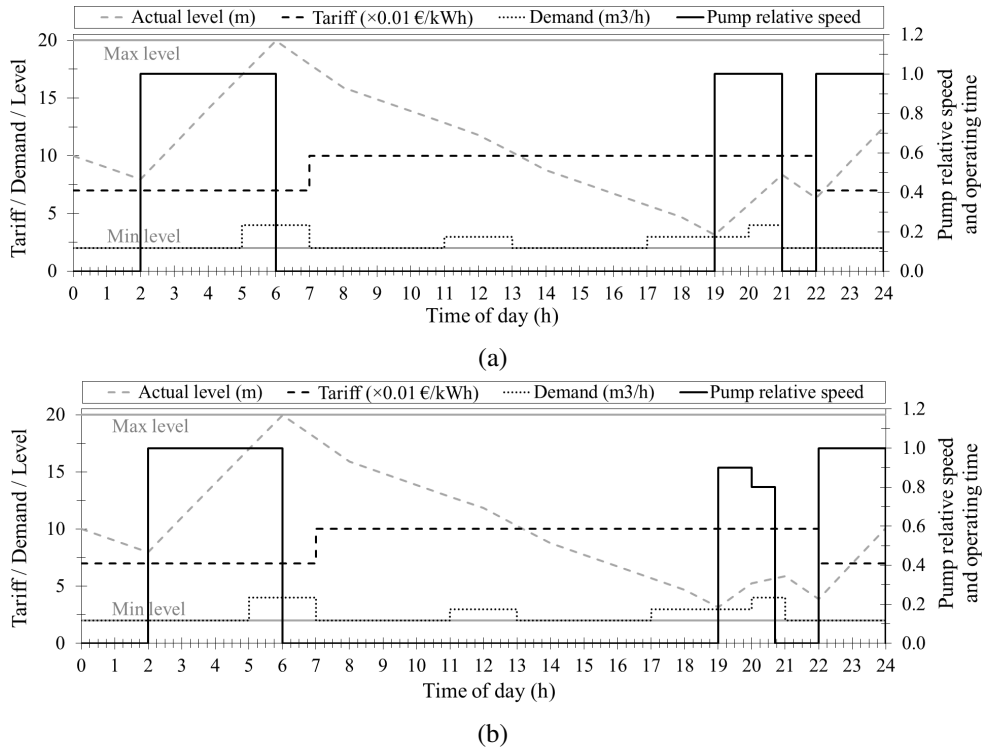 Actual level (m) Tariff (×0.01 €/kWh) Demand (m3/h) Pump relative speed
20 1.2
Max level
15 1.0
0.8
10 0.6
5 0.4
Min level 0.2
0 0.0
Tariff / Demand / Level
Pump relative speed
and operating time
0 1 2 3 4 5 6 7 8 9 10 11 12 13 14 15 16 17 18 19 20 21 22 23 24
Time of day (h)
(a)
Actual level (m) Tariff (×0.01 €/kWh) Demand (m3/h) Pump relative speed
20 1.2
Max level
15 1.0
0.8
10 0.6
5 0.4
Min level 0.2
0 0.0
Tariff / Demand / Level
Pump relative speed
and operating time
0 1 2 3 4 5 6 7 8 9 10 11 12 13 14 15 16 17 18 19 20 21 22 23 24
Time of day (h)
(b)